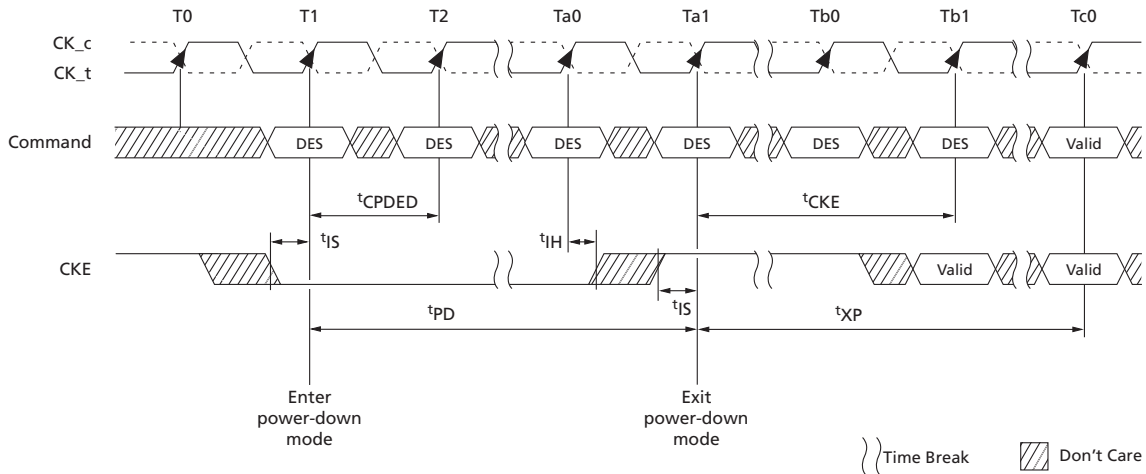 T0 T1 T2 Ta0 Ta1 Tb0 Tb1 Tc0
CK_c
CK_t
Command
DES DES DES DES DES DES Valid
tCPDED
tCKE
tIS
tIH
CKE
Valid Valid
tIS
tPD
tXP
Enter
power-down
mode
Exit
power-down
mode
Time Break
Don't Care